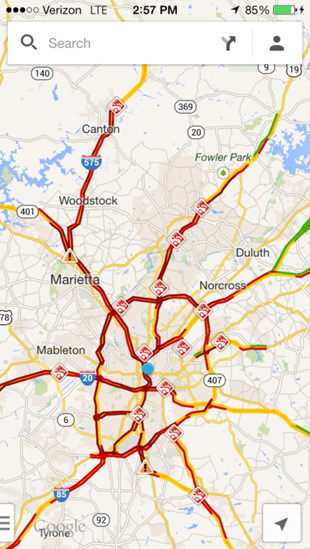 Verizon LTE 2:57 PM 85%
Search
140
9
19
369
Canton
20
575
Fowler Park
Woodstock
401
Duluth
Marietta
Norcross
78
Mableton
20
407
6
85
92
Google
Tyrone